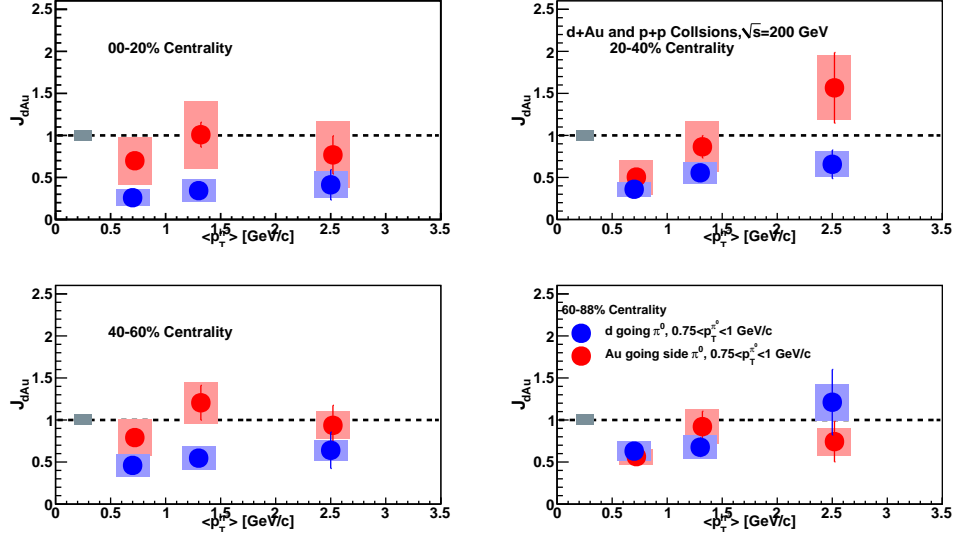 2.5
2
1.5
1
0.5
0
J_dAu
00-20% Centrality
0 0.5 1 1.5 2 2.5 3 3.5
<p_T^h> [GeV/c]
2.5
2
1.5
1
0.5
0
J_dAu
d+Au and p+p Collsions,√s=200 GeV
20-40% Centrality
0 0.5 1 1.5 2 2.5 3 3.5
<p_T^h> [GeV/c]
2.5
2
1.5
1
0.5
0
J_dAu
40-60% Centrality
0 0.5 1 1.5 2 2.5 3 3.5
<p_T^h> [GeV/c]
2.5
2
1.5
1
0.5
0
J_dAu
60-88% Centrality
d going π^0, 0.75<p_T^π^0<1 GeV/c
Au going side π^0, 0.75<p_T^π^0<1 GeV/c
0 0.5 1 1.5 2 2.5 3 3.5
<p_T^h> [GeV/c]